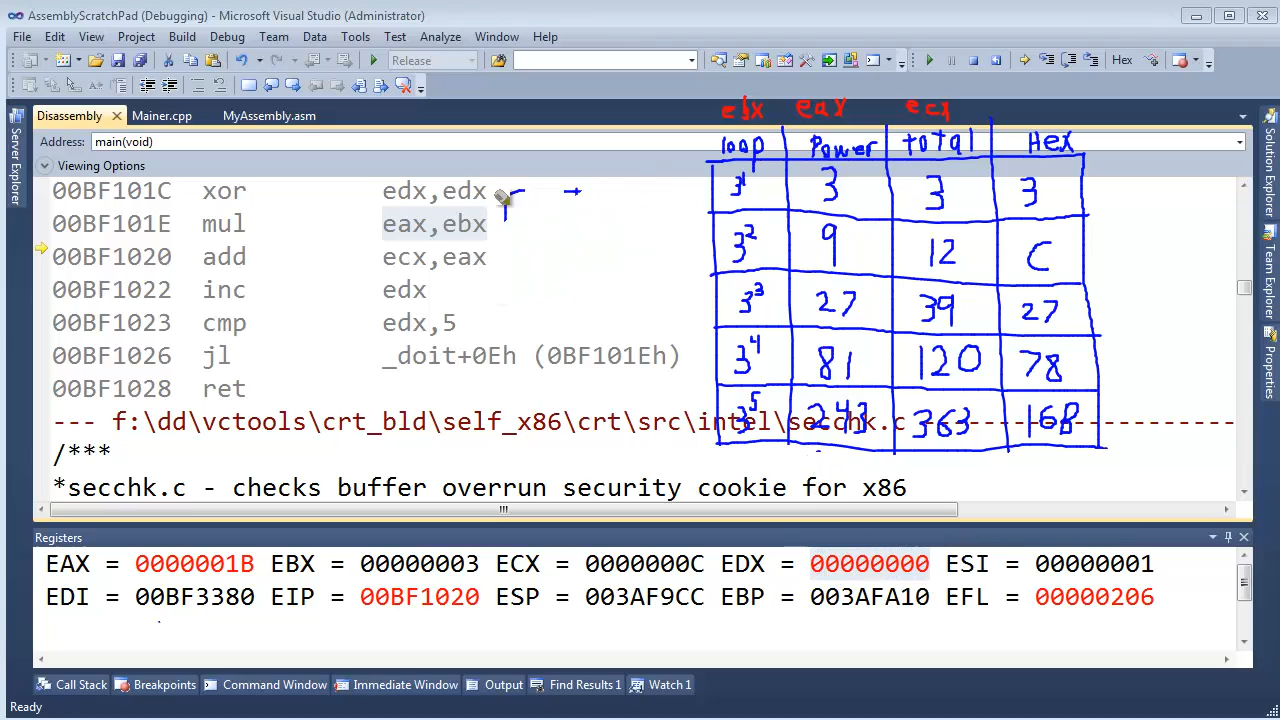 AssemblyScratchPad (Debugging) - Microsoft Visual Studio (Administrator)
File Edit View Project Build Debug Team Data Tools Test Analyze Window Help
Release Hex
Disassembly Mainer.cpp MyAssembly.asm
Address: main(void)
Viewing Options
ebx eax ecx
loop Power total Hex
00BF101C xor edx,edx
3¹ 3 3 3
00BF101E mul eax,ebx
3² 9 12 C
00BF1020 add ecx,eax
00BF1022 inc edx
3³ 27 39 27
00BF1023 cmp edx,5
00BF1026 jl _doit+0Eh (0BF101Eh)
3⁴ 81 120 78
00BF1028 ret
3⁵ 243 363 16B
--- f:\dd\vctools\crt_bld\self_x86\crt\src\intel\secchk.c -----------------------
/***
*secchk.c - checks buffer overrun security cookie for x86
Registers
EAX = 0000001B EBX = 00000003 ECX = 0000000C EDX = 00000000 ESI = 00000001
EDI = 00BF3380 EIP = 00BF1020 ESP = 003AF9CC EBP = 003AFA10 EFL = 00000206
Call Stack Breakpoints Command Window Immediate Window Output Find Results 1 Watch 1
Ready
Server Explorer
Solution Explorer
Team Explorer
Properties